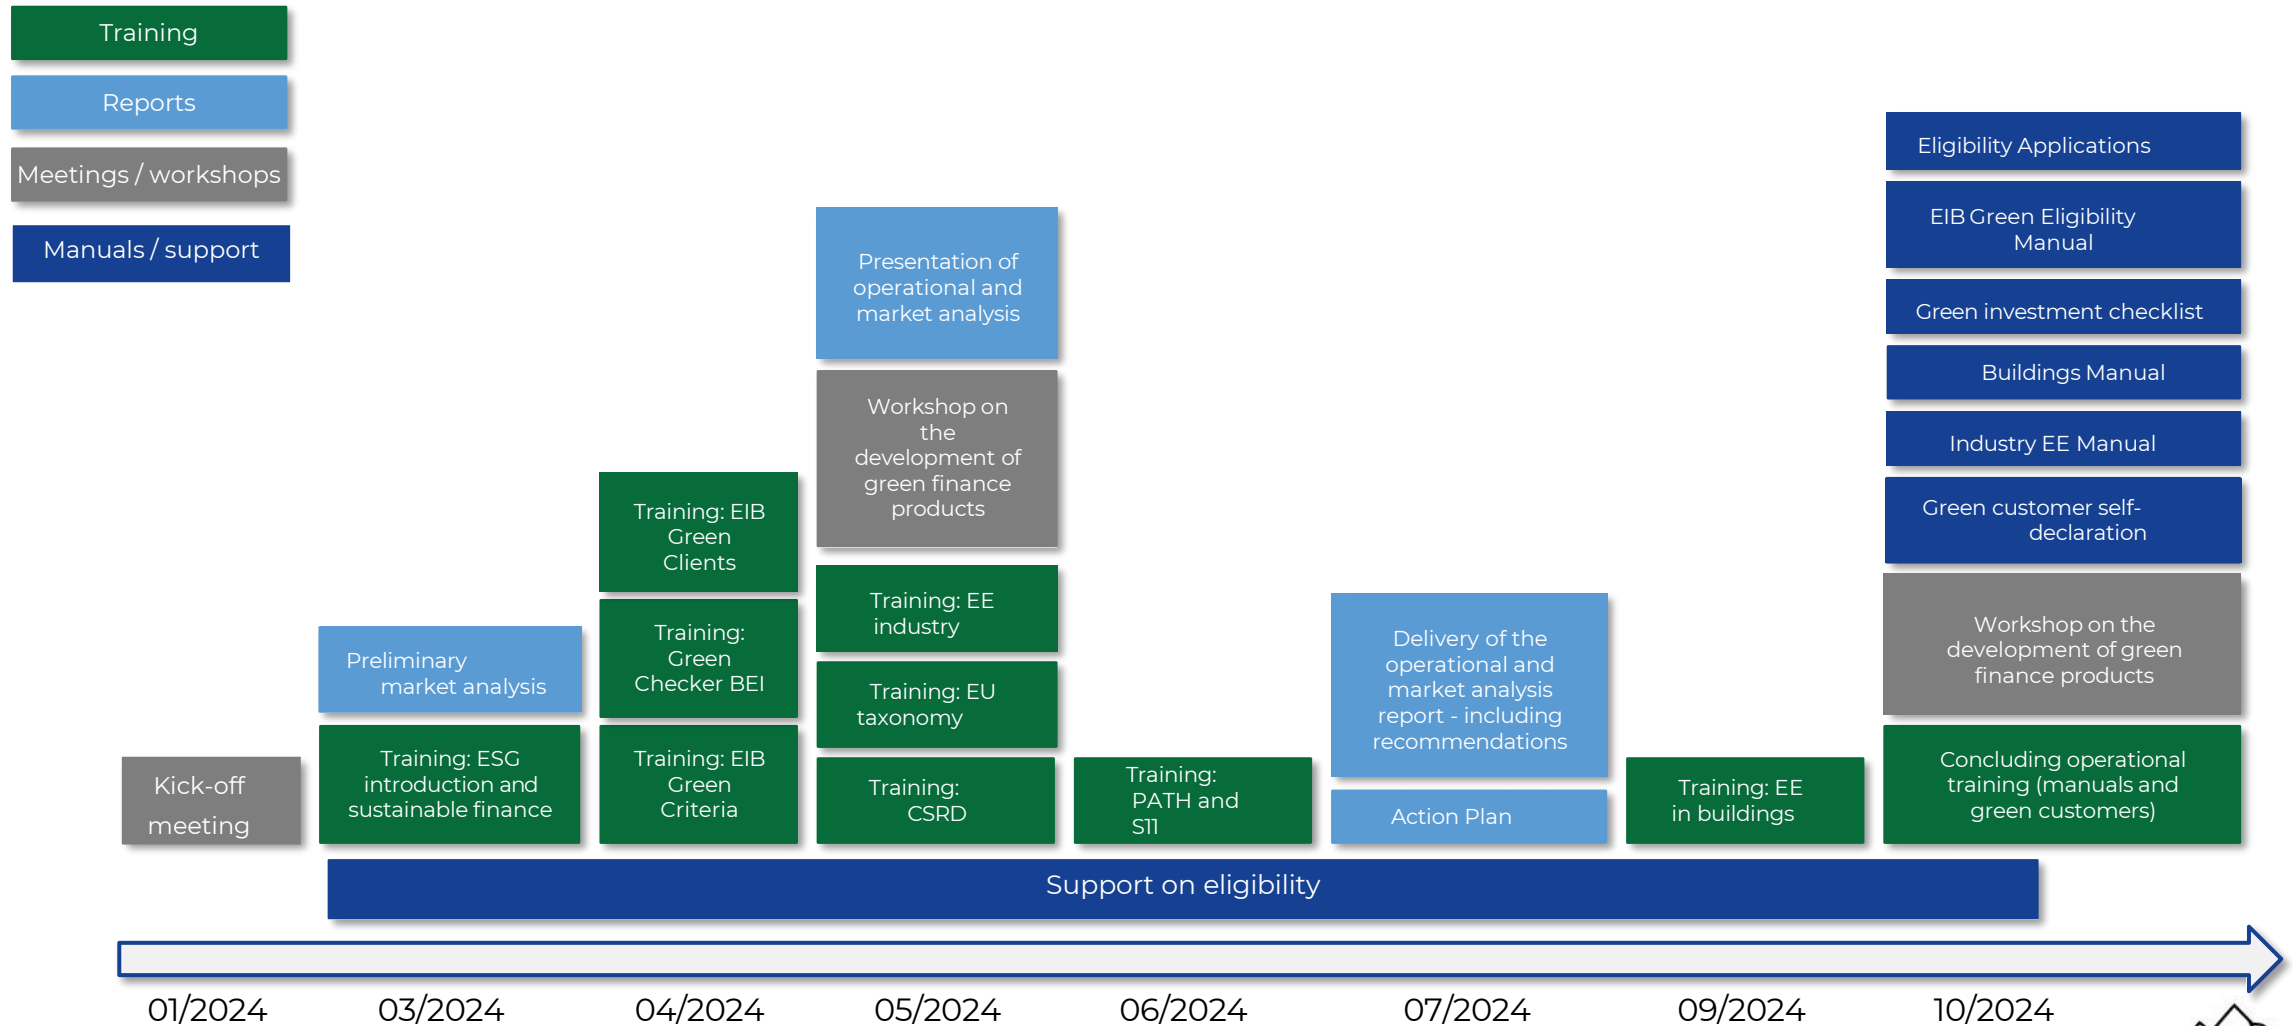 Training
Reports
Meetings / workshops
Manuals / support
Kick-off
meeting
Preliminary
market analysis
Training: ESG
introduction and
sustainable finance
Training: EIB
Green
Clients
Training:
Green
Checker BEI
Training: EIB
Green
Criteria
Presentation of
operational and
market analysis
Workshop on
the
development of
green finance
products
Training: EE
industry
Training: EU
taxonomy
Training:
CSRD
Training:
PATH and
S11
Delivery of the
operational and
market analysis
report - including
recommendations
Action Plan
Training: EE
in buildings
Eligibility Applications
EIB Green Eligibility
Manual
Green investment checklist
Buildings Manual
Industry EE Manual
Green customer self-
declaration
Workshop on the
development of green
finance products
Concluding operational
training (manuals and
green customers)
Support on eligibility
01/2024
03/2024
04/2024
05/2024
06/2024
07/2024
09/2024
10/2024